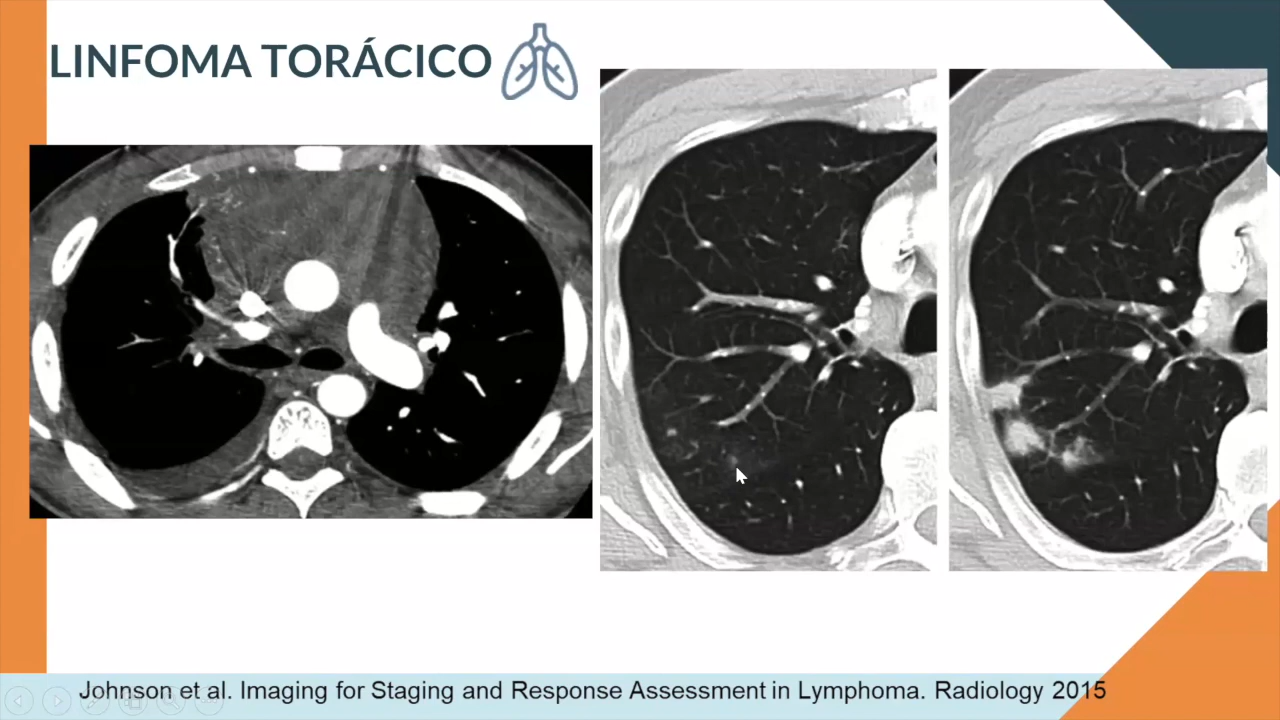 LINFOMA TORÁCICO
Johnson et al. Imaging for Staging and Response Assessment in Lymphoma. Radiology 2015